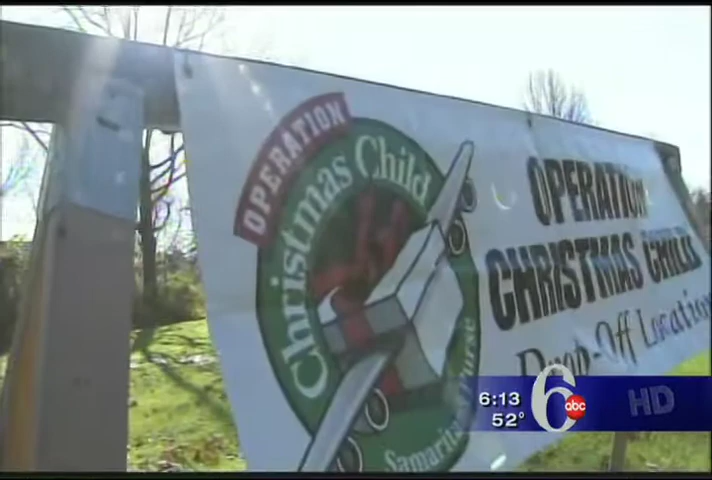 OPERATION
Christmas Child
Samaritan's Purse
OPERATION
CHRISTMAS CHILD
Drop-Off Location
6:13
52°
6
abc
HD